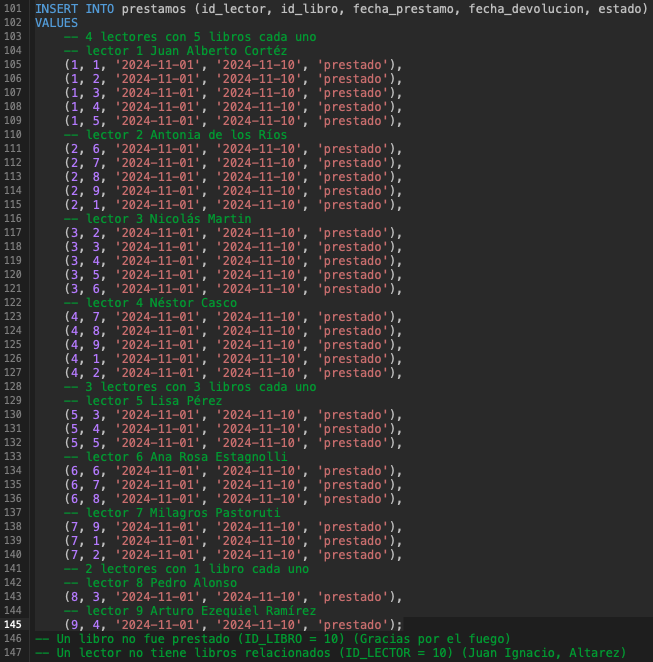 101 INSERT INTO prestamos (id_lector, id_libro, fecha_prestamo, fecha_devolucion, estado)
102 VALUES
103 -- 4 lectores con 5 libros cada uno
104 -- lector 1 Juan Alberto Cortéz
105 (1, 1, '2024-11-01', '2024-11-10', 'prestado'),
106 (1, 2, '2024-11-01', '2024-11-10', 'prestado'),
107 (1, 3, '2024-11-01', '2024-11-10', 'prestado'),
108 (1, 4, '2024-11-01', '2024-11-10', 'prestado'),
109 (1, 5, '2024-11-01', '2024-11-10', 'prestado'),
110 -- lector 2 Antonia de los Ríos
111 (2, 6, '2024-11-01', '2024-11-10', 'prestado'),
112 (2, 7, '2024-11-01', '2024-11-10', 'prestado'),
113 (2, 8, '2024-11-01', '2024-11-10', 'prestado'),
114 (2, 9, '2024-11-01', '2024-11-10', 'prestado'),
115 (2, 1, '2024-11-01', '2024-11-10', 'prestado'),
116 -- lector 3 Nicolás Martin
117 (3, 2, '2024-11-01', '2024-11-10', 'prestado'),
118 (3, 3, '2024-11-01', '2024-11-10', 'prestado'),
119 (3, 4, '2024-11-01', '2024-11-10', 'prestado'),
120 (3, 5, '2024-11-01', '2024-11-10', 'prestado'),
121 (3, 6, '2024-11-01', '2024-11-10', 'prestado'),
122 -- lector 4 Néstor Casco
123 (4, 7, '2024-11-01', '2024-11-10', 'prestado'),
124 (4, 8, '2024-11-01', '2024-11-10', 'prestado'),
125 (4, 9, '2024-11-01', '2024-11-10', 'prestado'),
126 (4, 1, '2024-11-01', '2024-11-10', 'prestado'),
127 (4, 2, '2024-11-01', '2024-11-10', 'prestado'),
128 -- 3 lectores con 3 libros cada uno
129 -- lector 5 Lisa Pérez
130 (5, 3, '2024-11-01', '2024-11-10', 'prestado'),
131 (5, 4, '2024-11-01', '2024-11-10', 'prestado'),
132 (5, 5, '2024-11-01', '2024-11-10', 'prestado'),
133 -- lector 6 Ana Rosa Estagnolli
134 (6, 6, '2024-11-01', '2024-11-10', 'prestado'),
135 (6, 7, '2024-11-01', '2024-11-10', 'prestado'),
136 (6, 8, '2024-11-01', '2024-11-10', 'prestado'),
137 -- lector 7 Milagros Pastoruti
138 (7, 9, '2024-11-01', '2024-11-10', 'prestado'),
139 (7, 1, '2024-11-01', '2024-11-10', 'prestado'),
140 (7, 2, '2024-11-01', '2024-11-10', 'prestado'),
141 -- 2 lectores con 1 libro cada uno
142 -- lector 8 Pedro Alonso
143 (8, 3, '2024-11-01', '2024-11-10', 'prestado'),
144 -- lector 9 Arturo Ezequiel Ramírez
145 (9, 4, '2024-11-01', '2024-11-10', 'prestado');
146 -- Un libro no fue prestado (ID_LIBRO = 10) (Gracias por el fuego)
147 -- Un lector no tiene libros relacionados (ID_LECTOR = 10) (Juan Ignacio, Altarez)